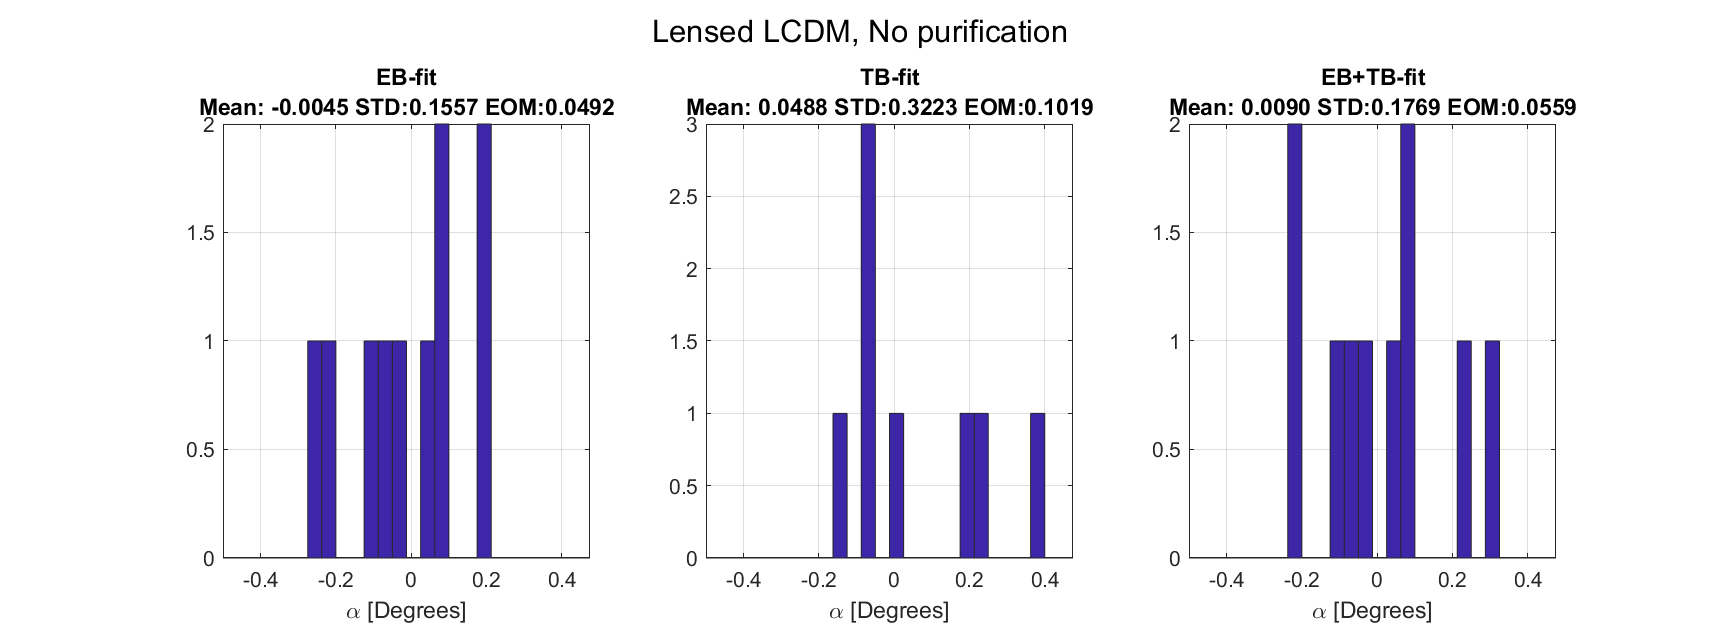 Lensed LCDM, No purification
EB-fit
Mean: -0.0045 STD:0.1557 EOM:0.0492
2
1.5
1
0.5
0
-0.4 -0.2 0 0.2 0.4
α [Degrees]
TB-fit
Mean: 0.0488 STD:0.3223 EOM:0.1019
3
2.5
2
1.5
1
0.5
0
-0.4 -0.2 0 0.2 0.4
α [Degrees]
EB+TB-fit
Mean: 0.0090 STD:0.1769 EOM:0.0559
2
1.5
1
0.5
0
-0.4 -0.2 0 0.2 0.4
α [Degrees]